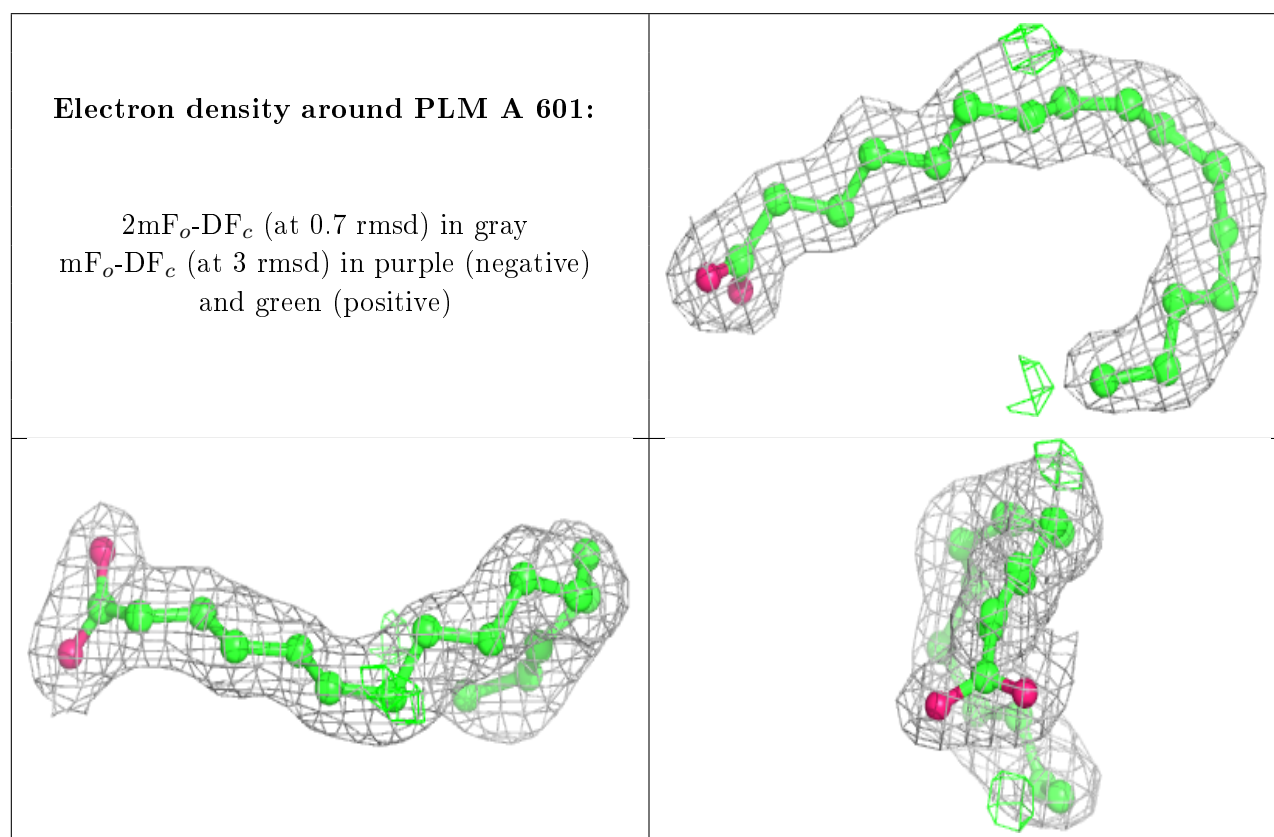 Electron density around PLM A 601:
2mFₒ-DF𝒸 (at 0.7 rmsd) in gray
mFₒ-DF𝒸 (at 3 rmsd) in purple (negative)
and green (positive)